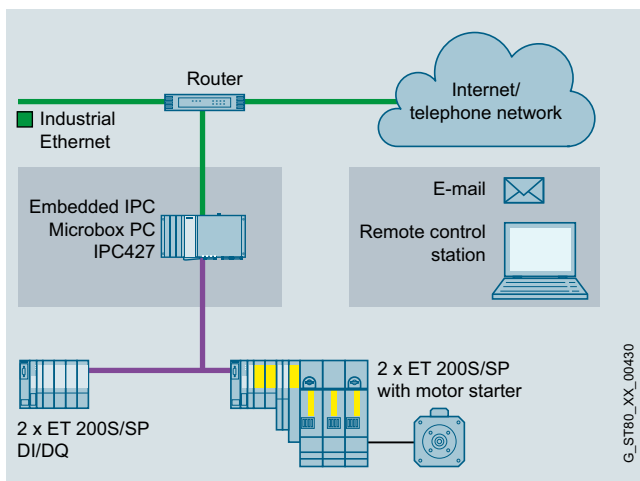 Router
Internet/
telephone network
Industrial
Ethernet
Embedded IPC
Microbox PC
IPC427
E-mail
Remote control
station
2 x ET 200S/SP
DI/DQ
2 x ET 200S/SP
with motor starter
G_ST80_XX_00430